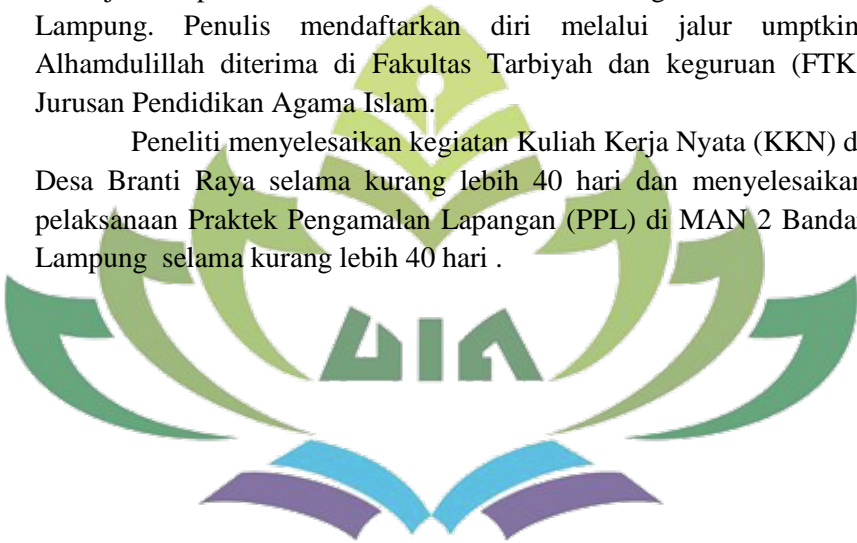 Lampung. Penulis mendaftarkan diri melalui jalur umptkin
Alhamdulillah diterima di Fakultas Tarbiyah dan keguruan (FTK
Jurusan Pendidikan Agama Islam.
Peneliti menyelesaikan kegiatan Kuliah Kerja Nyata (KKN) d
Desa Branti Raya selama kurang lebih 40 hari dan menyelesaikan
pelaksanaan Praktek Pengamalan Lapangan (PPL) di MAN 2 Banda
Lampung selama kurang lebih 40 hari .
UIN